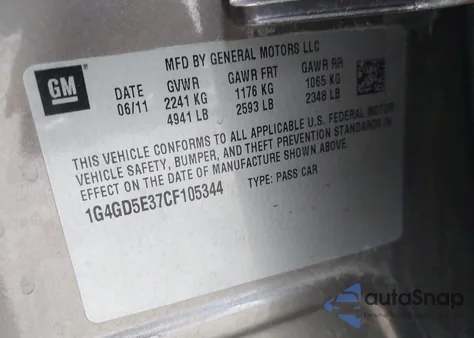 MFD BY GENERAL MOTORS LLC
GM
DATE GVWR GAWR FRT GAWR RR
06/11 2241 KG 1176 KG 1065 KG
4941 LB 2593 LB 2348 LB
THIS VEHICLE CONFORMS TO ALL APPLICABLE U.S. FEDERAL MOTOR
VEHICLE SAFETY, BUMPER, AND THEFT PREVENTION STANDARDS IN
EFFECT ON THE DATE OF MANUFACTURE SHOWN ABOVE.
1G4GD5E37CF105344 TYPE: PASS CAR
autoSnap